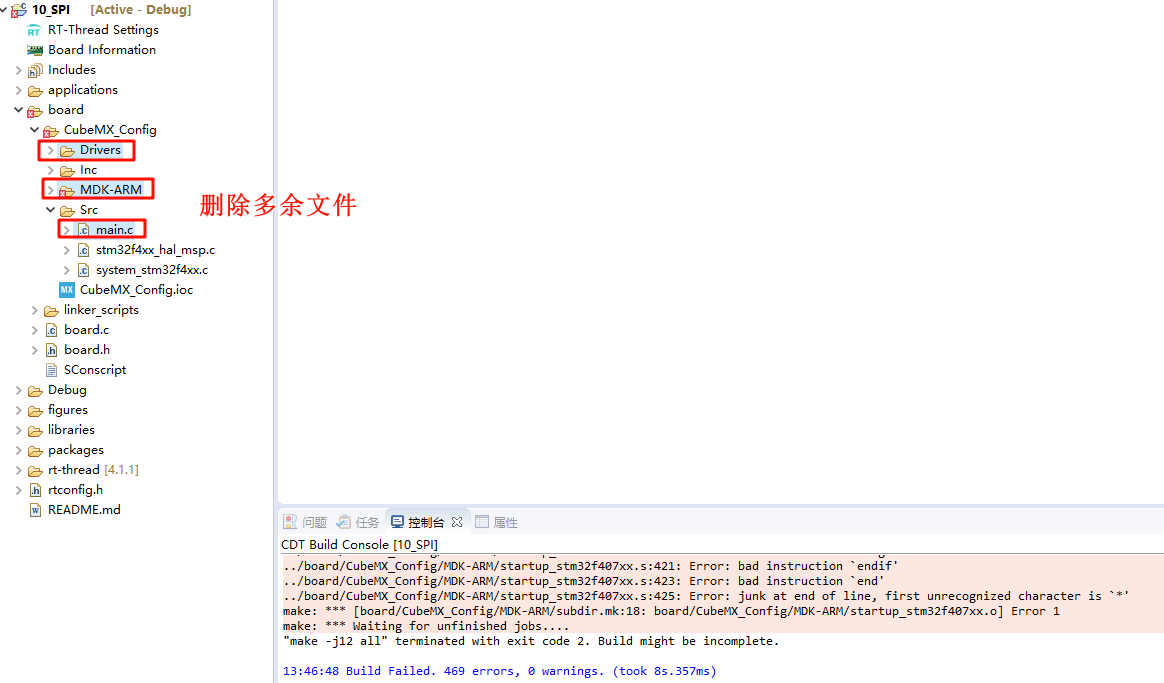 10_SPI [Active - Debug]
RT-Thread Settings
Board Information
Includes
applications
board
CubeMX_Config
Drivers
Inc
MDK-ARM
删除多余文件
Src
main.c
stm32f4xx_hal_msp.c
system_stm32f4xx.c
CubeMX_Config.ioc
linker_scripts
board.c
board.h
SConscript
Debug
figures
libraries
packages
rt-thread [4.1.1]
rtconfig.h
README.md
问题 任务 控制台 属性
CDT Build Console [10_SPI]
../board/CubeMX_Config/MDK-ARM/startup_stm32f407xx.s:421: Error: bad instruction `endif'
../board/CubeMX_Config/MDK-ARM/startup_stm32f407xx.s:423: Error: bad instruction `end'
../board/CubeMX_Config/MDK-ARM/startup_stm32f407xx.s:425: Error: junk at end of line, first unrecognized character is `*'
make: *** [board/CubeMX_Config/MDK-ARM/subdir.mk:18: board/CubeMX_Config/MDK-ARM/startup_stm32f407xx.o] Error 1
make: *** Waiting for unfinished jobs....
"make -j12 all" terminated with exit code 2. Build might be incomplete.
13:46:48 Build Failed. 469 errors, 0 warnings. (took 8s.357ms)